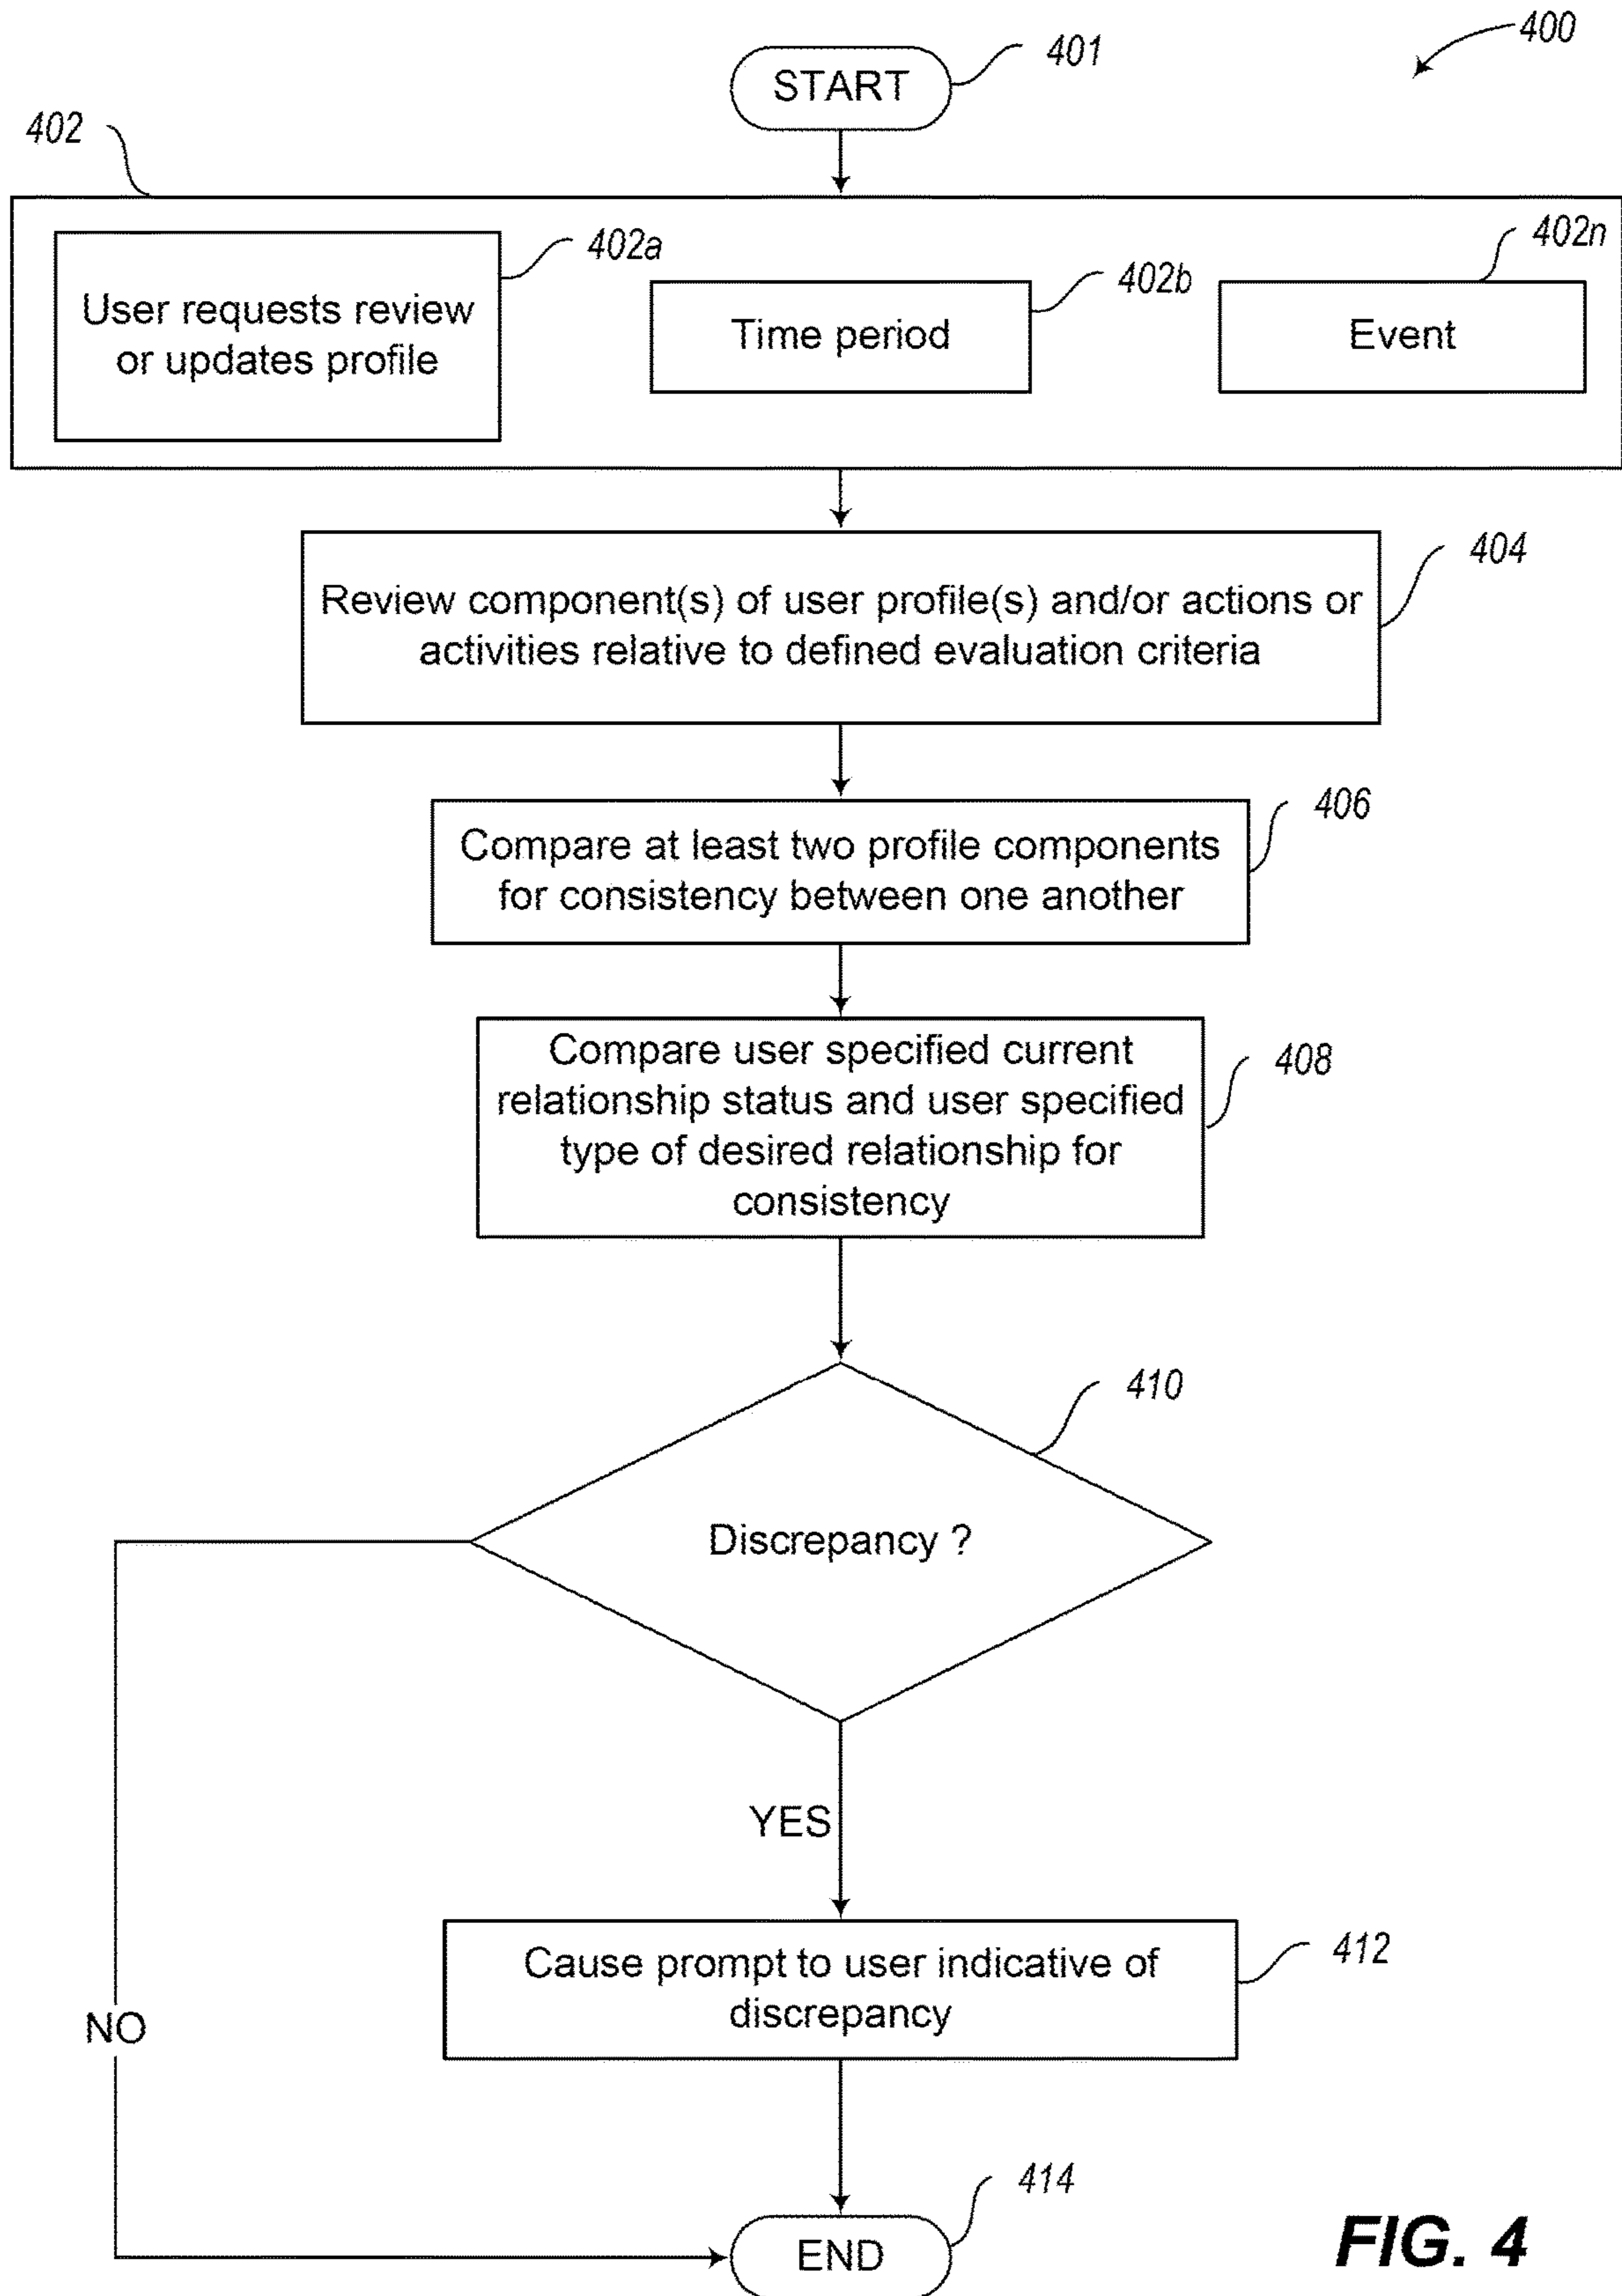 400
START
401
402
User requests review
or updates profile
402a
Time period
402b
Event
402n
Review component(s) of user profile(s) and/or actions or
activities relative to defined evaluation criteria
404
Compare at least two profile components
for consistency between one another
406
Compare user specified current
relationship status and user specified
type of desired relationship for
consistency
408
Discrepancy ?
410
YES
Cause prompt to user indicative of
discrepancy
412
NO
END
414
FIG. 4